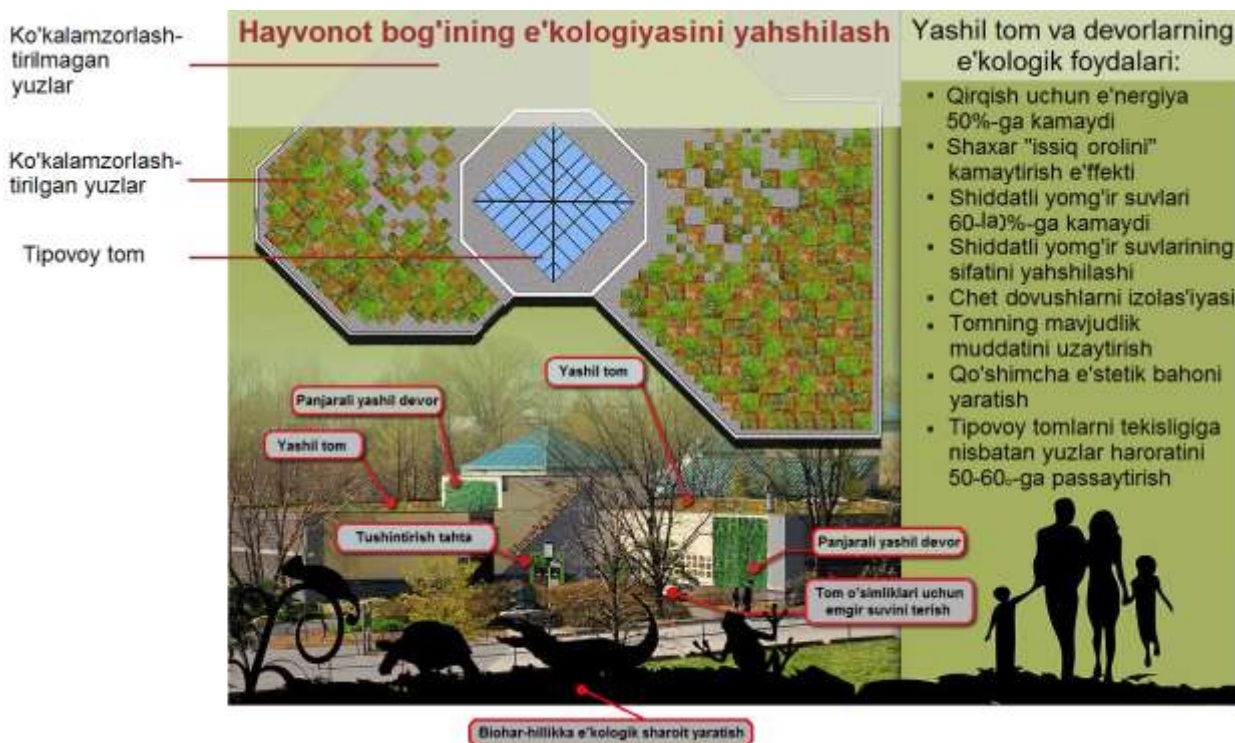 Hayvonot bog'ining e'kologiyasini yahshilash
Ko'kalamzorlash-
tirilmagan
yuzlar
Ko'kalamzorlash-
tirilgan yuzlar
Tipovoy tom
Yashil tom
Panjarali yashil devor
Yashil tom
Tushintirish tahta
Panjarali yashil devor
Tom o'simliklari uchun
emgir suvini terish
Biohar-hillikka e'kologik sharoit yaratish
Yashil tom va devorlarning
e'kologik foydalari:
• Qirqish uchun e'nergiya
50%-ga kamaydi
• Shaxar "issiq orolini"
kamaytirish e'ffekti
• Shiddatli yomg'ir suvlari
kamaydi
• Shiddatli yomg'ir suvlarining
sifatini yahshilashi
• Chet dovushlarni izolas'iyasi
• Tomning mavjudlik
muddatini uzaytirish
• Qo'shimcha e'stetik bahoni
yaratish
• Tipovoy tomlarni tekisligiga
nisbatan yuzlar haroratini
50-60₀-ga passaytirish